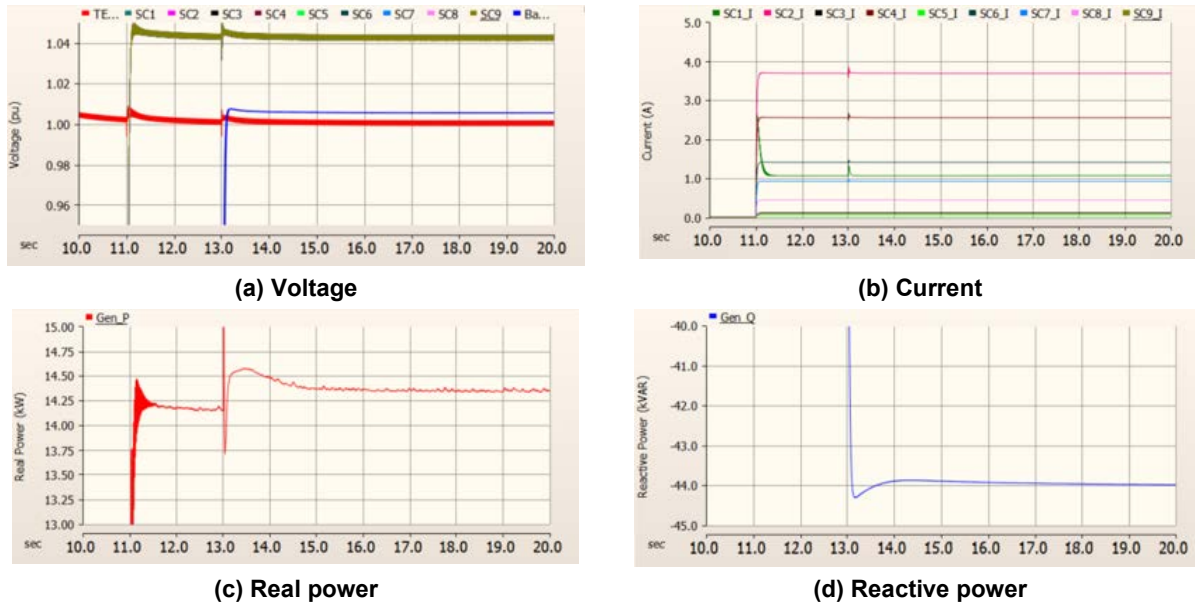 TE... SC1 SC2 SC3 SC4 SC5 SC6 SC7 SC8 SC9 Ba...
Voltage (pu)
1.04
1.02
1.00
0.98
0.96
sec
10.0 11.0 12.0 13.0 14.0 15.0 16.0 17.0 18.0 19.0 20.0
(a) Voltage
SC1_I SC2_I SC3_I SC4_I SC5_I SC6_I SC7_I SC8_I SC9_I
Current (A)
5.0
4.0
3.0
2.0
1.0
0.0
sec
10.0 11.0 12.0 13.0 14.0 15.0 16.0 17.0 18.0 19.0 20.0
(b) Current
Gen_P
Real Power (kW)
15.00
14.75
14.50
14.25
14.00
13.75
13.50
13.25
13.00
sec
10.0 11.0 12.0 13.0 14.0 15.0 16.0 17.0 18.0 19.0 20.0
(c) Real power
Gen_Q
Reactive Power (kVAR)
-40.0
-41.0
-42.0
-43.0
-44.0
-45.0
sec
10.0 11.0 12.0 13.0 14.0 15.0 16.0 17.0 18.0 19.0 20.0
(d) Reactive power